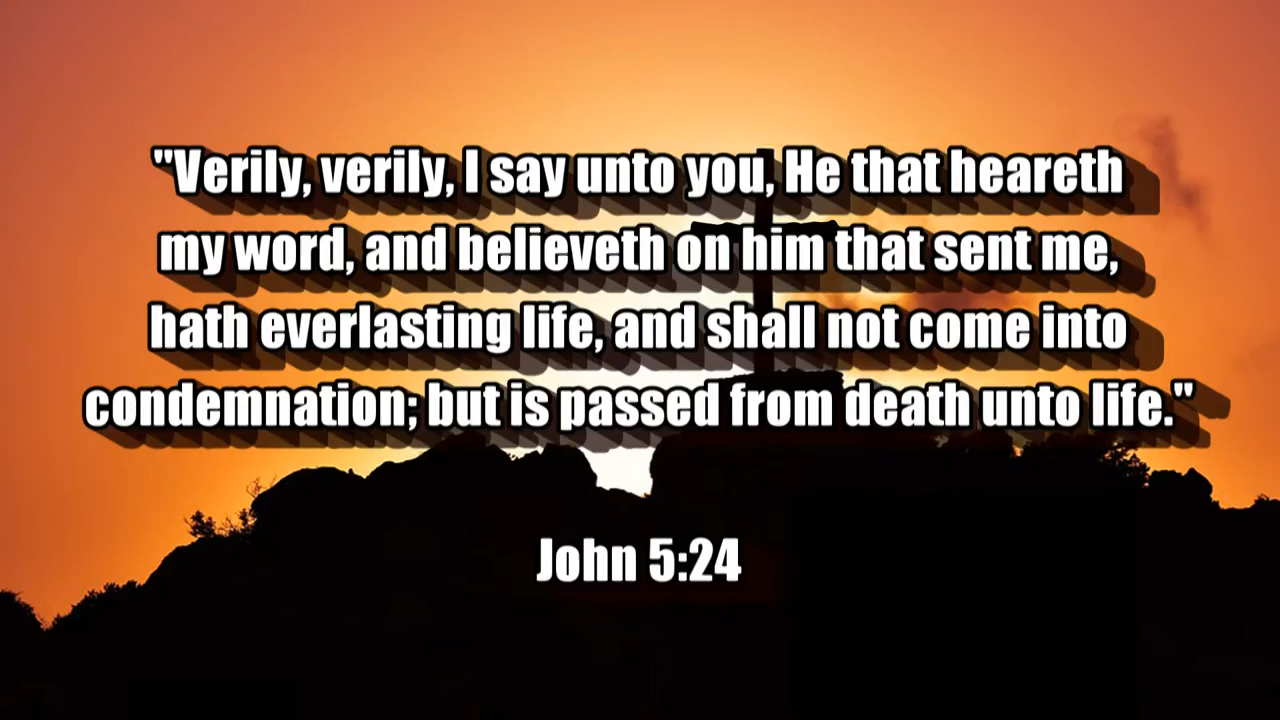 "Verily, verily, I say unto you, He that heareth
my word, and believeth on him that sent me,
hath everlasting life, and shall not come into
condemnation; but is passed from death unto life."
John 5:24